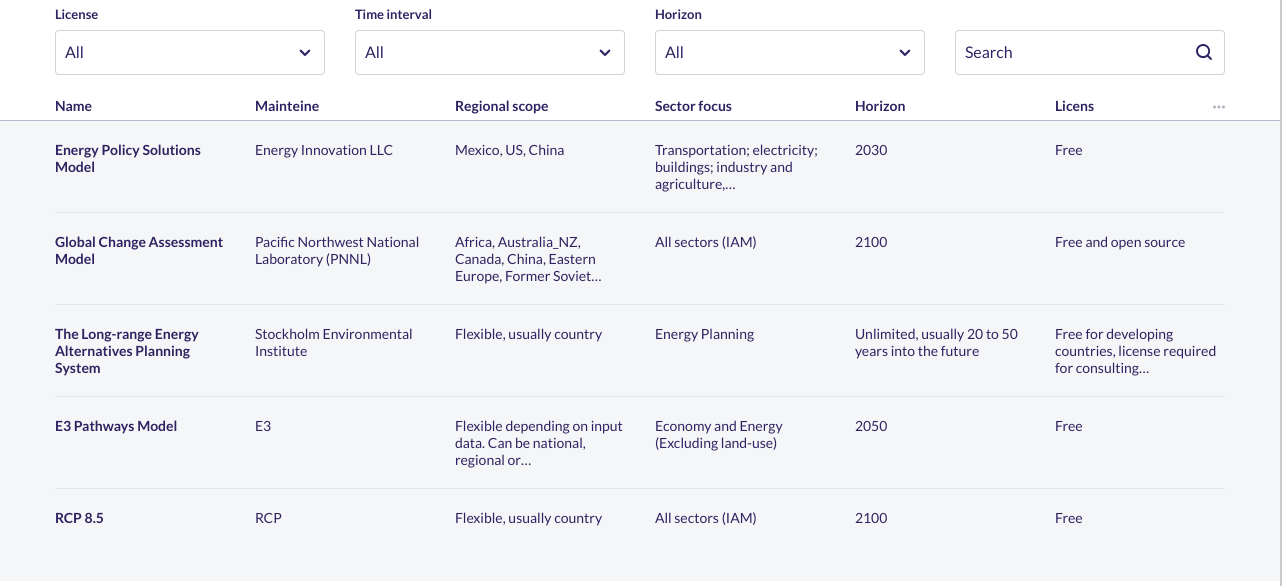 License Time interval Horizon
All All All Search
Name Mainteine Regional scope Sector focus Horizon Licens ...
Energy Policy Solutions Energy Innovation LLC Mexico, US, China Transportation; electricity; 2030 Free
Model buildings; industry and
agriculture,...
Global Change Assessment Pacific Northwest National Africa, Australia_NZ, All sectors (IAM) 2100 Free and open source
Model Laboratory (PNNL) Canada, China, Eastern
Europe, Former Soviet...
The Long-range Energy Stockholm Environmental Flexible, usually country Energy Planning Unlimited, usually 20 to 50 Free for developing
Alternatives Planning Institute years into the future countries, license required
System for consulting...
E3 Pathways Model E3 Flexible depending on input Economy and Energy 2050 Free
data. Can be national, (Excluding land-use)
regional or...
RCP 8.5 RCP Flexible, usually country All sectors (IAM) 2100 Free